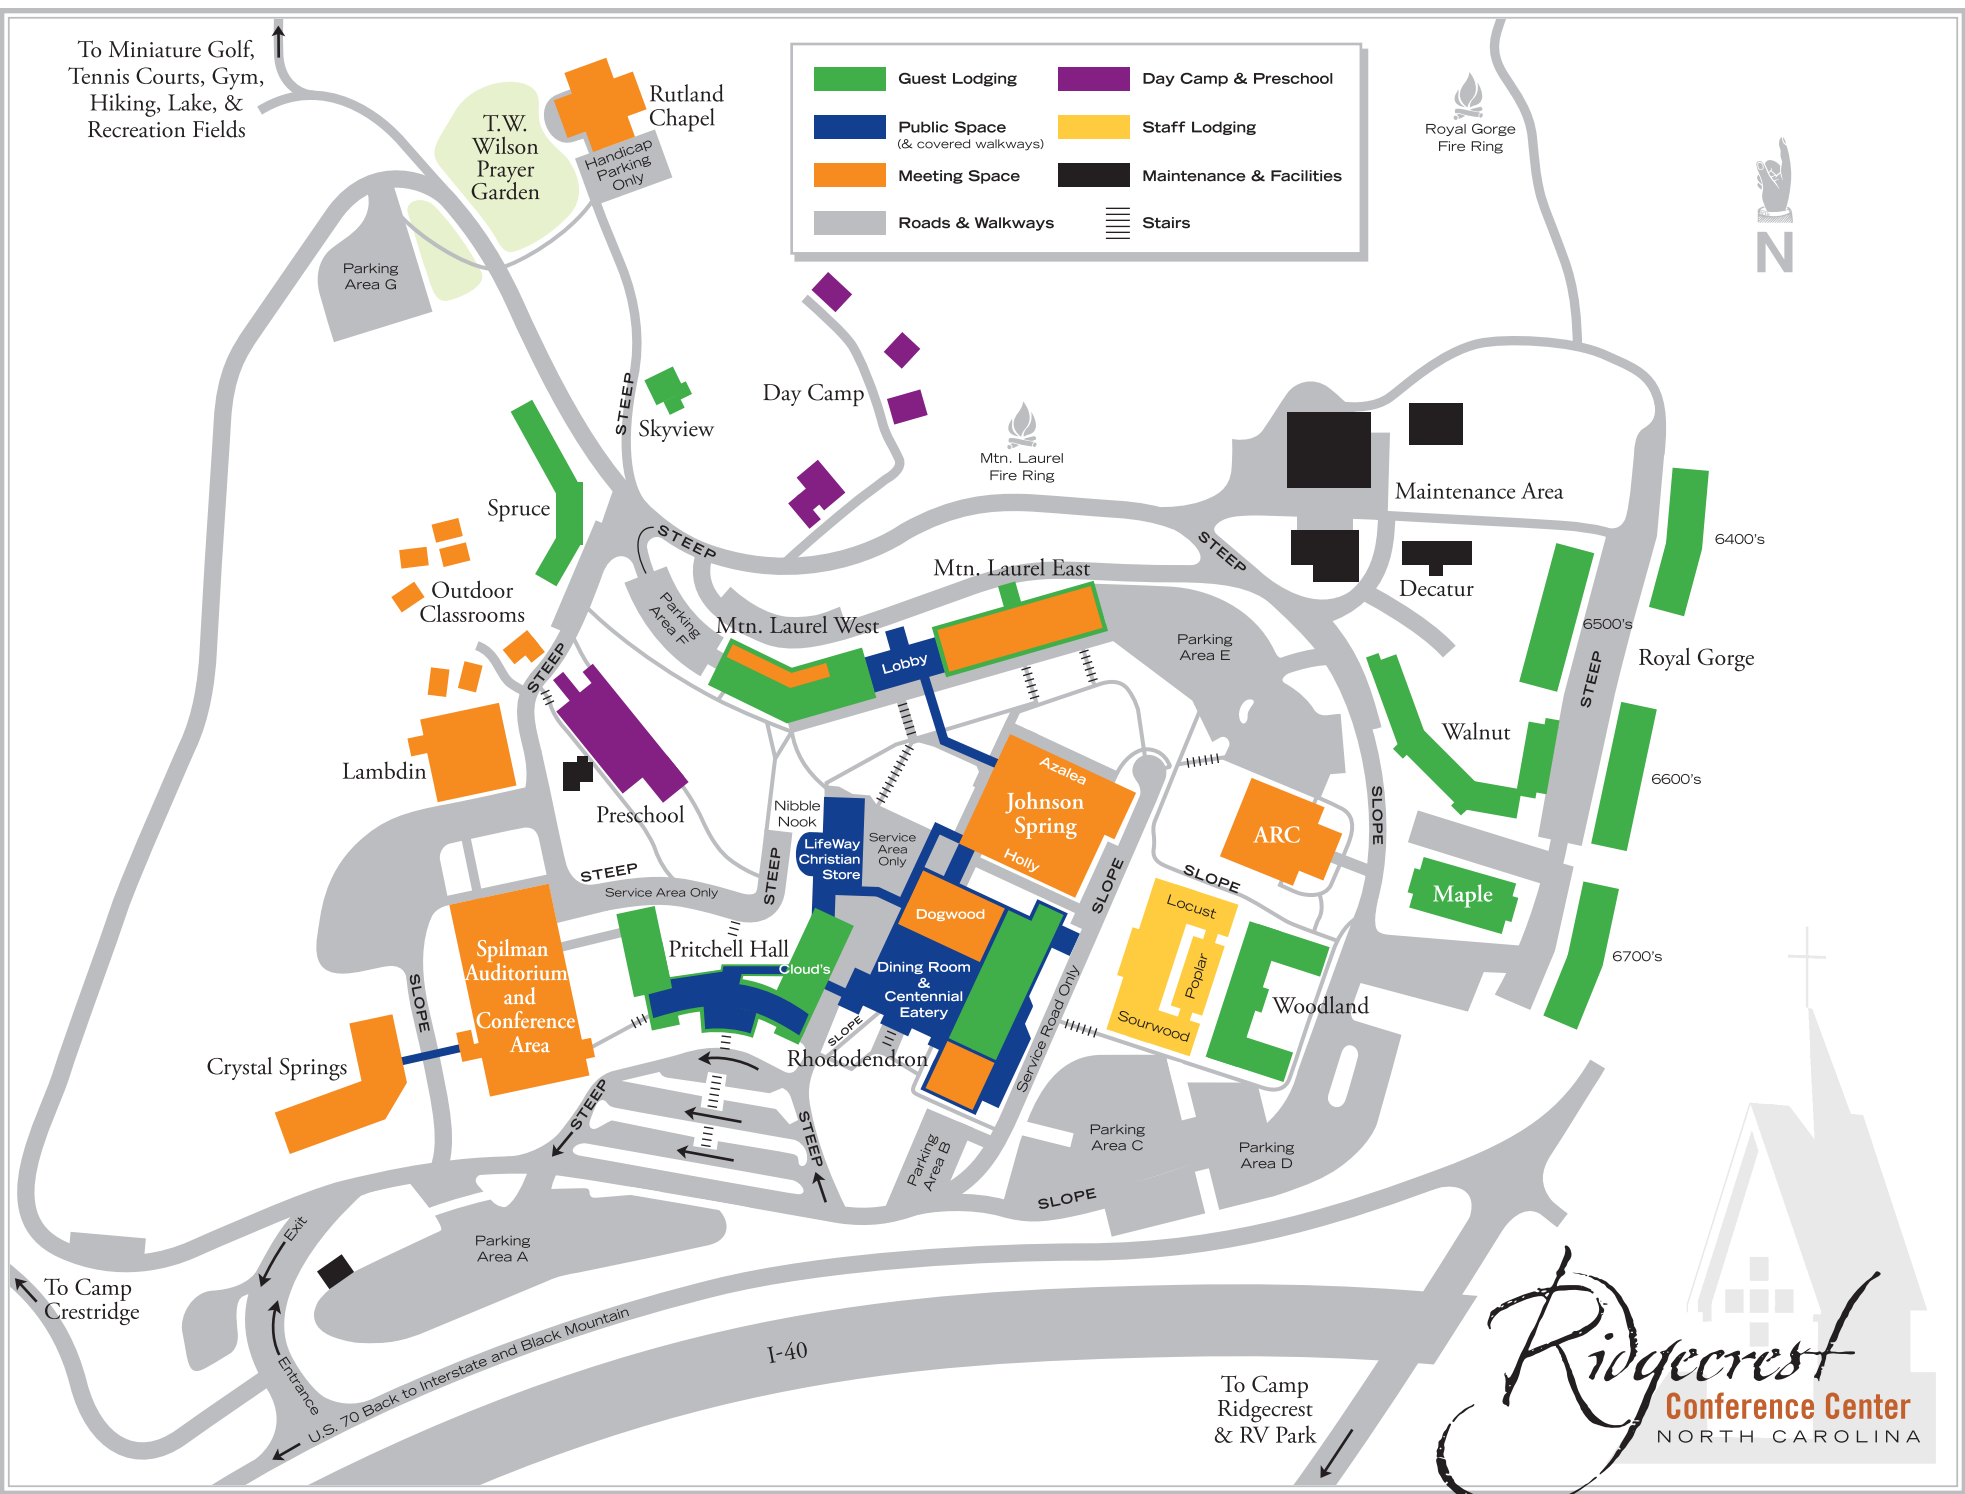 To Miniature Golf,
Tennis Courts, Gym,
Hiking, Lake, &
Recreation Fields
T.W.
Wilson
Prayer
Garden
Rutland
Chapel
Handicap
Parking
Only
Guest Lodging
Public Space
(& covered walkways)
Meeting Space
Roads & Walkways
Day Camp & Preschool
Staff Lodging
Maintenance & Facilities
Stairs
Royal Gorge
Fire Ring
N
Parking
Area G
STEEP
Skyview
Day Camp
Mtn. Laurel
Fire Ring
Spruce
Outdoor
Classrooms
STEEP
STEEP
Parking
Area F
Mtn. Laurel West
Mtn. Laurel East
Lobby
STEEP
Maintenance Area
Decatur
6400's
6500's
Royal Gorge
STEEP
Parking
Area E
Walnut
6600's
Lambdin
Preschool
Nibble
Nook
LifeWay
Christian
Store
Service
Area
Only
Azalea
Johnson
Spring
Holly
ARC
SLOPE
SLOPE
SLOPE
Maple
6700's
STEEP
Service Area Only
STEEP
Dogwood
Locust
Poplar
Sourwood
Woodland
Spilman
Auditorium
and
Conference
Area
Pritchell Hall
Cloud's
Dining Room
&
Centennial
Eatery
SLOPE
SLOPE
Rhododendron
Service Road Only
Crystal Springs
STEEP
STEEP
Parking
Area B
Parking
Area C
Parking
Area D
SLOPE
Exit
Parking
Area A
To Camp
Crestridge
Entrance
U.S. 70 Back to Interstate and Black Mountain
I-40
To Camp
Ridgecrest
& RV Park
Ridgecrest
Conference Center
NORTH CAROLINA